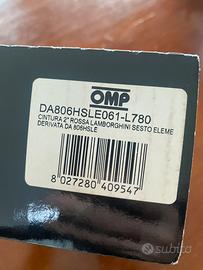 OMP
DA806HSLE061-L780
CINTURA 2" ROSSA LAMBORGHINI SESTO ELEME
DERIVATA DA 806HSLE
8 027280 409547
subito